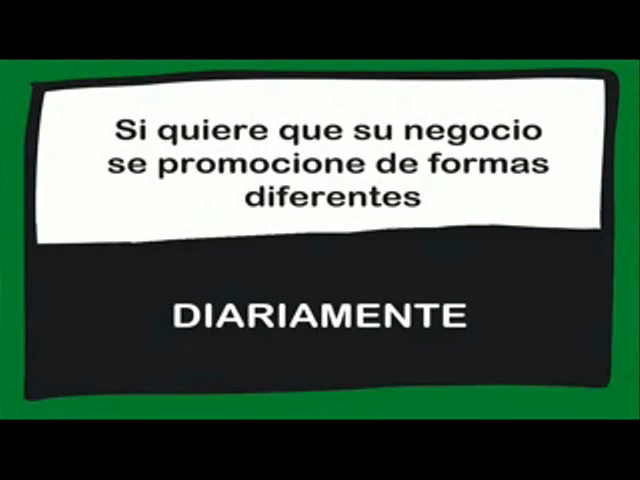 Si quiere que su negocio
se promocione de formas
diferentes
DIARIAMENTE